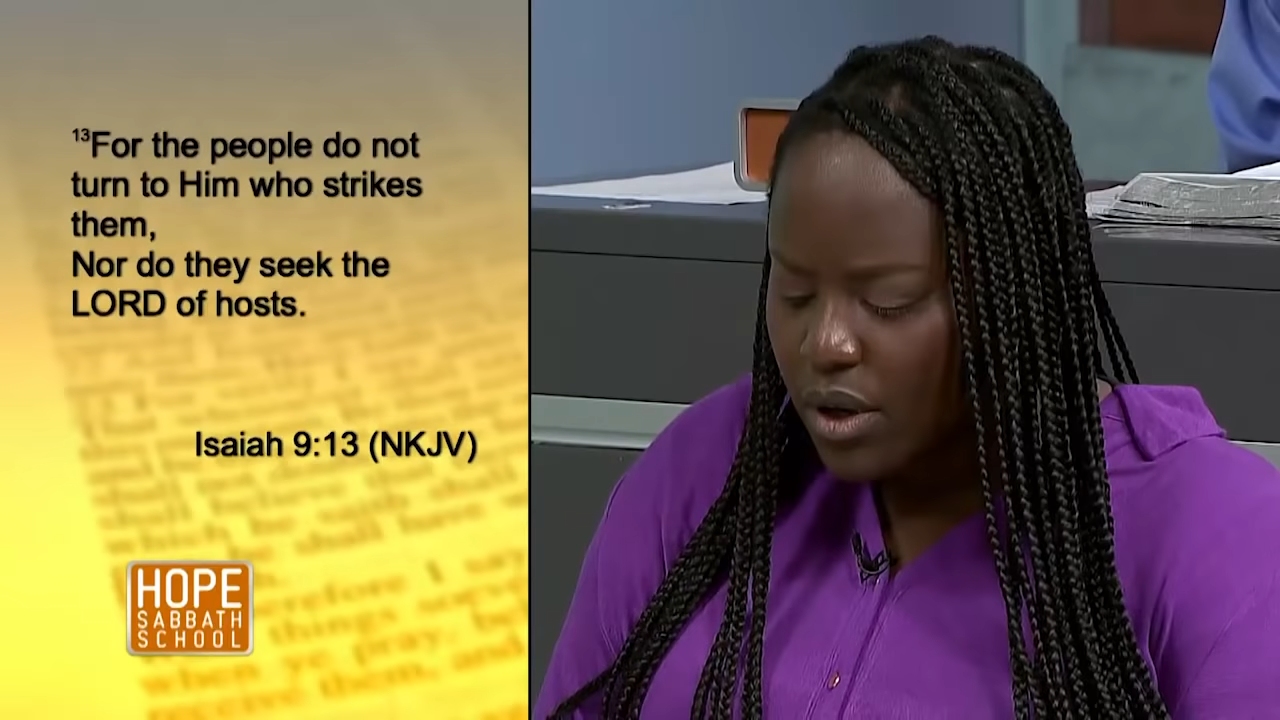 ¹³For the people do not
turn to Him who strikes
them,
Nor do they seek the
LORD of hosts.
Isaiah 9:13 (NKJV)
HOPE
SABBATH
SCHOOL